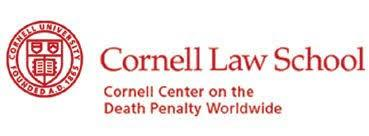 CORNELL UNIVERSITY
FOUNDED A.D. 1865
Cornell Law School
Cornell Center on the
Death Penalty Worldwide